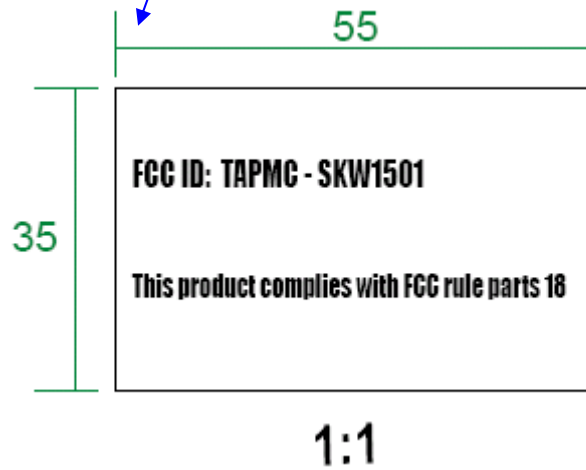 55
FCC ID: TAPMC - SKW1501
35
This product complies with FCC rule parts 18
1:1